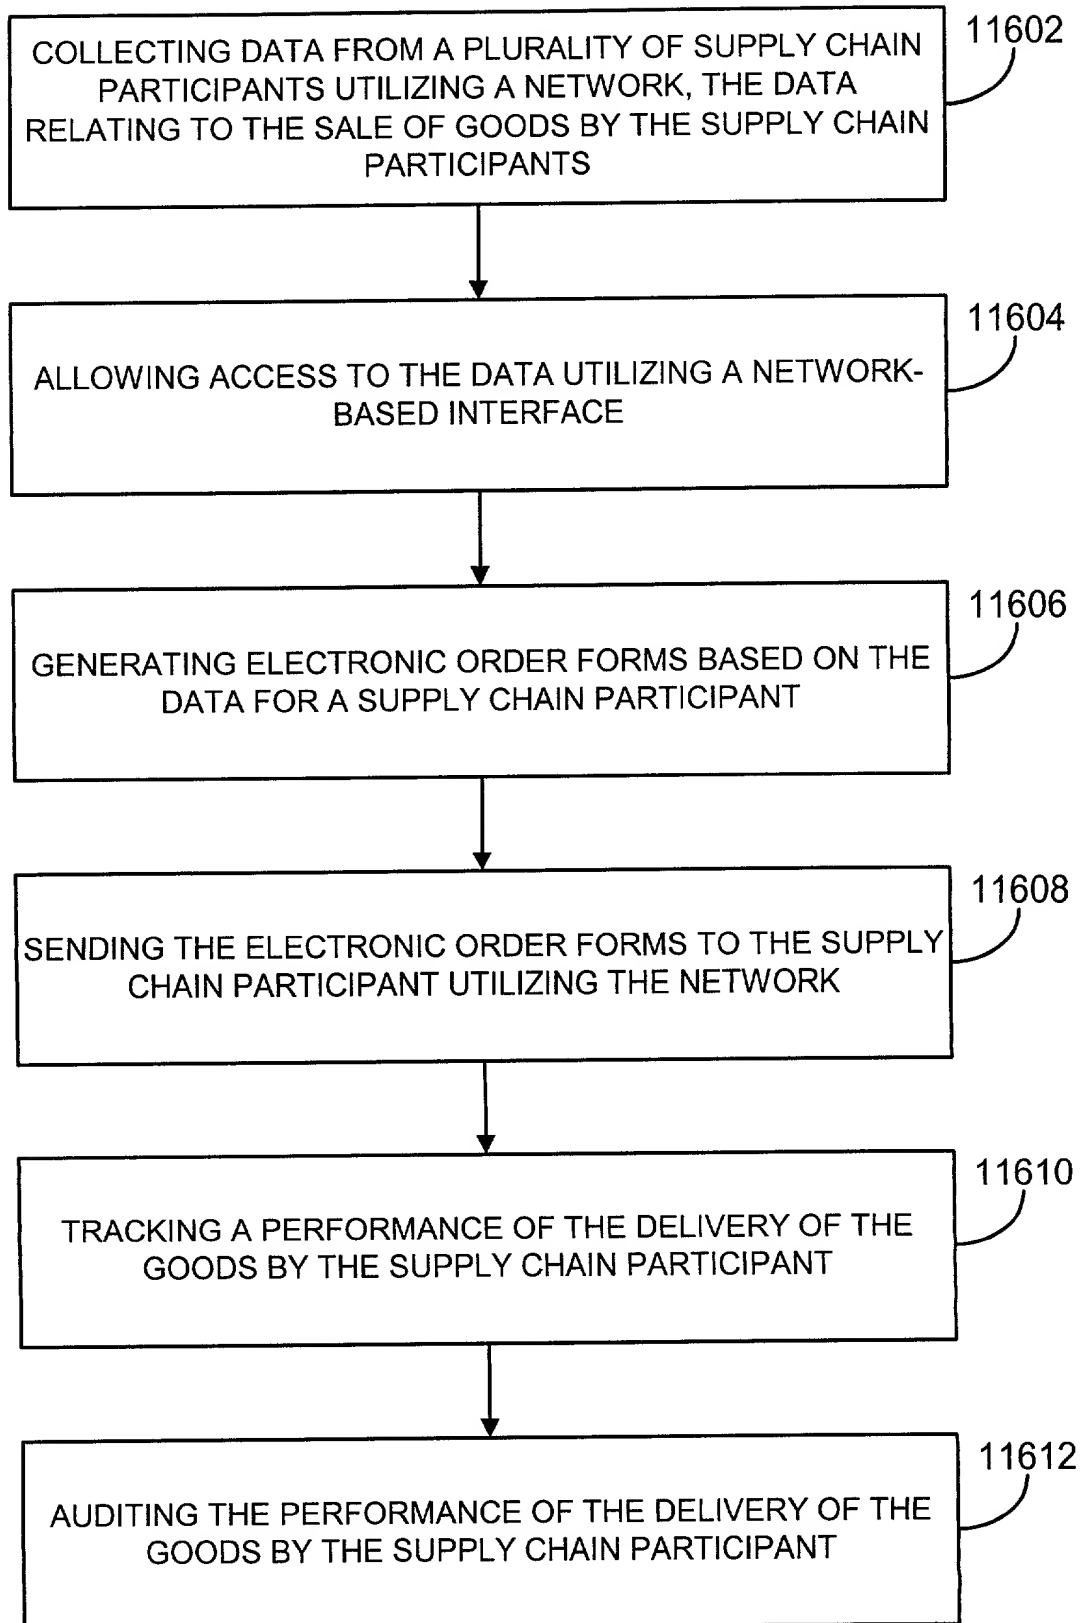 COLLECTING DATA FROM A PLURALITY OF SUPPLY CHAIN
PARTICIPANTS UTILIZING A NETWORK, THE DATA
RELATING TO THE SALE OF GOODS BY THE SUPPLY CHAIN
PARTICIPANTS
11602
ALLOWING ACCESS TO THE DATA UTILIZING A NETWORK-
BASED INTERFACE
11604
GENERATING ELECTRONIC ORDER FORMS BASED ON THE
DATA FOR A SUPPLY CHAIN PARTICIPANT
11606
SENDING THE ELECTRONIC ORDER FORMS TO THE SUPPLY
CHAIN PARTICIPANT UTILIZING THE NETWORK
11608
TRACKING A PERFORMANCE OF THE DELIVERY OF THE
GOODS BY THE SUPPLY CHAIN PARTICIPANT
11610
AUDITING THE PERFORMANCE OF THE DELIVERY OF THE
GOODS BY THE SUPPLY CHAIN PARTICIPANT
11612